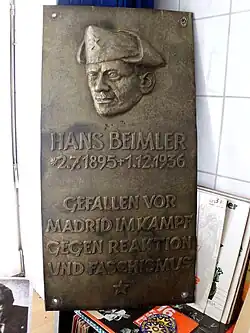 HANS BEIMLER
*2.7.1895+1.12.1936
GEFALLEN VOR
MADRID IM KAMPF
GEGEN REAKTION
UND FASCHISMUS